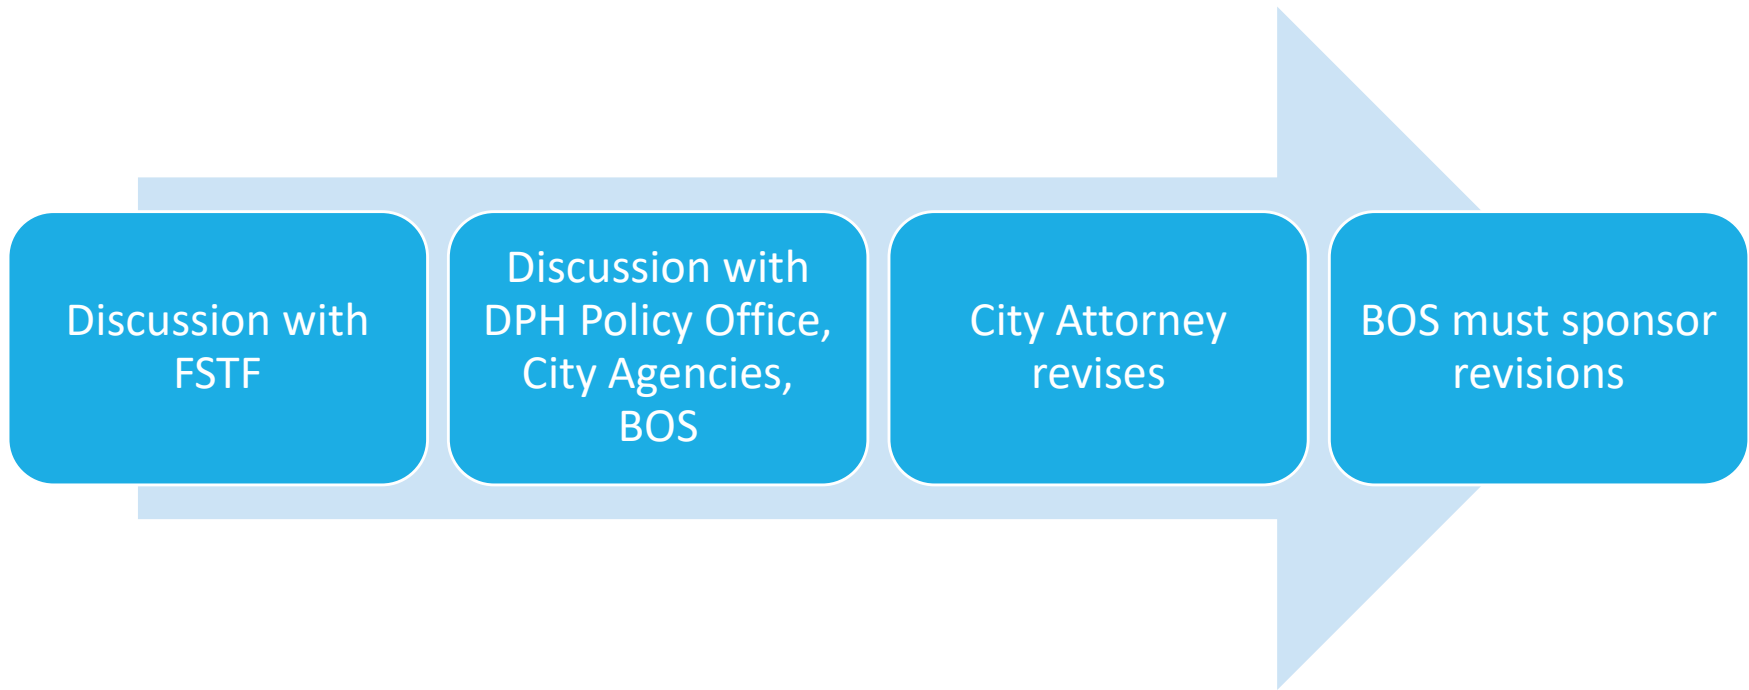 Discussion with
FSTF
Discussion with
DPH Policy Office,
City Agencies,
BOS
City Attorney
revises
BOS must sponsor
revisions